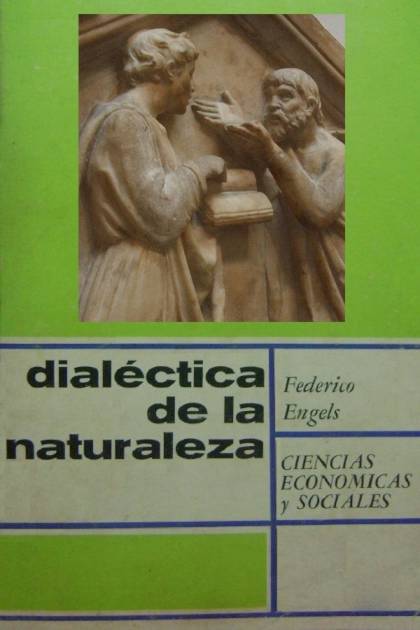 dialéctica
de la
naturaleza
Federico
Engels
CIENCIAS
ECONOMICAS
y SOCIALES